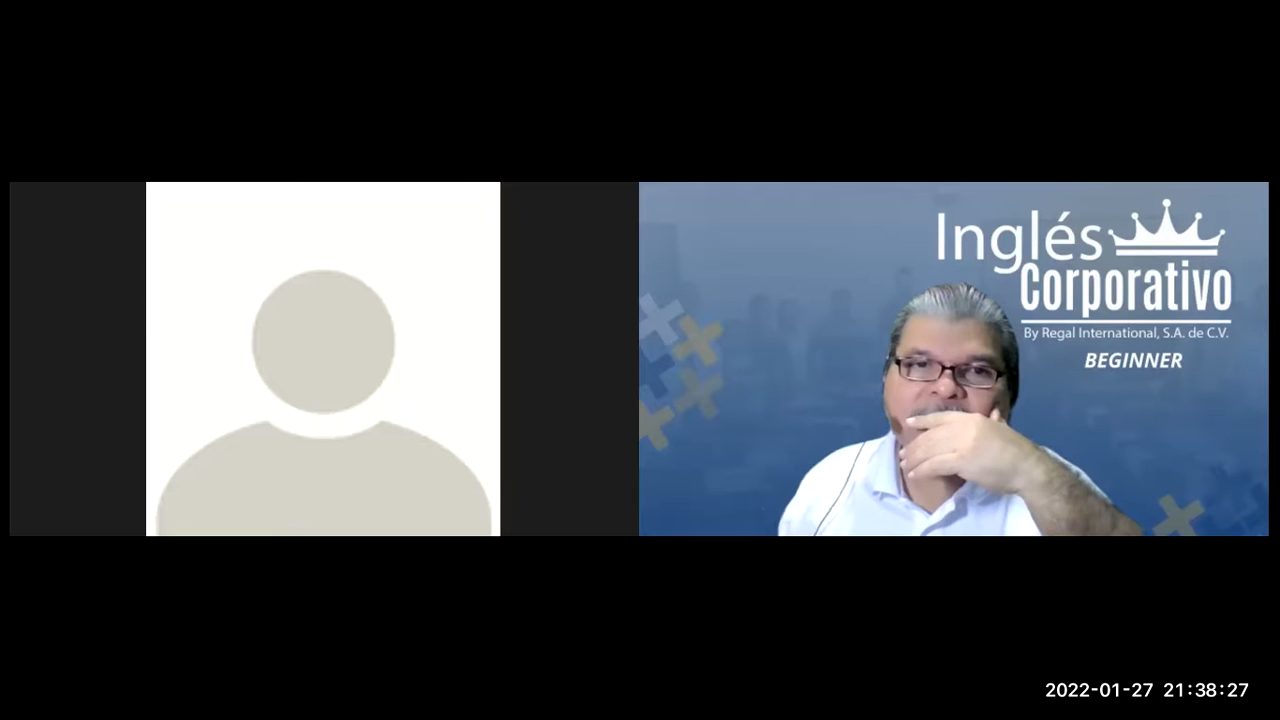 Inglés
Corporativo
By Regal International, S.A. de C.V.
BEGINNER
2022-01-27 21:38:27